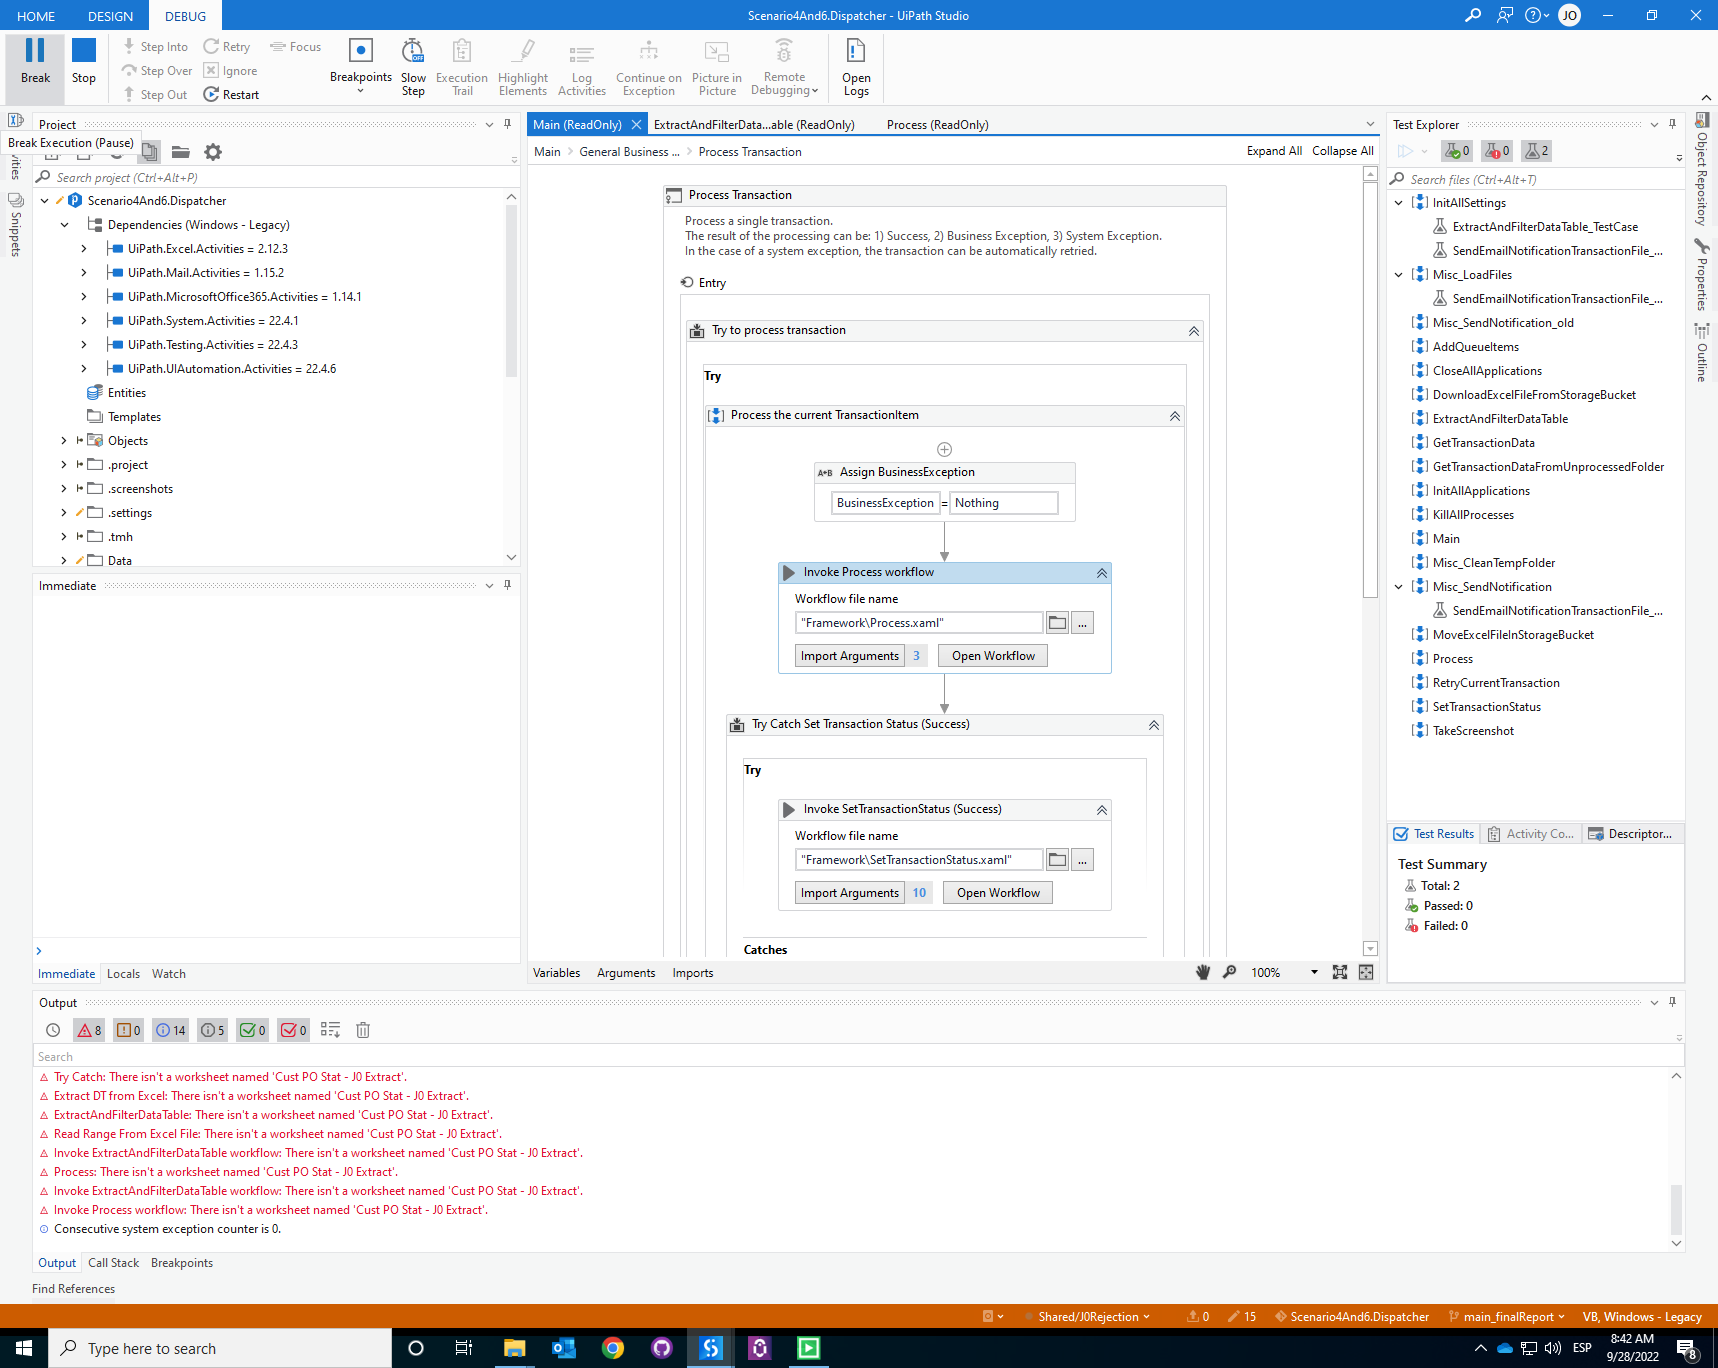 HOME
DESIGN
DEBUG
Scenario4And6.Dispatcher - UiPath Studio
JO
Break
Stop
Step Into
Step Over
Step Out
Retry
Ignore
Restart
Focus
Breakpoints
Slow Step
OFF
Execution Trail
Highlight Elements
Log Activities
Continue on Exception
Picture in Picture
Remote Debugging
Open Logs
Project
Break Execution (Pause)
Search project (Ctrl+Alt+P)
Snippets
Scenario4And6.Dispatcher
Dependencies (Windows - Legacy)
UiPath.Excel.Activities = 2.12.3
UiPath.Mail.Activities = 1.15.2
UiPath.MicrosoftOffice365.Activities = 1.14.1
UiPath.System.Activities = 22.4.1
UiPath.Testing.Activities = 22.4.3
UiPath.UIAutomation.Activities = 22.4.6
Entities
Templates
Objects
.project
.screenshots
.settings
.tmh
Data
Immediate
Immediate
Locals
Watch
Main (ReadOnly)
ExtractAndFilterData...able (ReadOnly)
Process (ReadOnly)
Main
General Business ...
Process Transaction
Expand All
Collapse All
Process Transaction
Process a single transaction.
The result of the processing can be: 1) Success, 2) Business Exception, 3) System Exception.
In the case of a system exception, the transaction can be automatically retried.
Entry
Try to process transaction
Try
Process the current TransactionItem
A+B Assign BusinessException
BusinessException = Nothing
Invoke Process workflow
Workflow file name
"Framework\Process.xaml"
...
Import Arguments 3
Open Workflow
Try Catch Set Transaction Status (Success)
Try
Invoke SetTransactionStatus (Success)
Workflow file name
"Framework\SetTransactionStatus.xaml"
...
Import Arguments 10
Open Workflow
Catches
Variables
Arguments
Imports
100%
Test Explorer
0
0
2
Search files (Ctrl+Alt+T)
InitAllSettings
ExtractAndFilterDataTable_TestCase
SendEmailNotificationTransactionFile_...
Misc_LoadFiles
SendEmailNotificationTransactionFile_...
Misc_SendNotification_old
AddQueueItems
CloseAllApplications
DownloadExcelFileFromStorageBucket
ExtractAndFilterDataTable
GetTransactionData
GetTransactionDataFromUnprocessedFolder
InitAllApplications
KillAllProcesses
Main
Misc_CleanTempFolder
Misc_SendNotification
SendEmailNotificationTransactionFile_...
MoveExcelFileInStorageBucket
Process
RetryCurrentTransaction
SetTransactionStatus
TakeScreenshot
Test Results
Activity Co...
Descriptor...
Test Summary
Total: 2
Passed: 0
Failed: 0
Object Repository
Properties
Outline
Output
8
0
14
5
0
0
Search
Try Catch: There isn't a worksheet named 'Cust PO Stat - J0 Extract'.
Extract DT from Excel: There isn't a worksheet named 'Cust PO Stat - J0 Extract'.
ExtractAndFilterDataTable: There isn't a worksheet named 'Cust PO Stat - J0 Extract'.
Read Range From Excel File: There isn't a worksheet named 'Cust PO Stat - J0 Extract'.
Invoke ExtractAndFilterDataTable workflow: There isn't a worksheet named 'Cust PO Stat - J0 Extract'.
Process: There isn't a worksheet named 'Cust PO Stat - J0 Extract'.
Invoke ExtractAndFilterDataTable workflow: There isn't a worksheet named 'Cust PO Stat - J0 Extract'.
Invoke Process workflow: There isn't a worksheet named 'Cust PO Stat - J0 Extract'.
Consecutive system exception counter is 0.
Output
Call Stack
Breakpoints
Find References
Shared/J0Rejection
0
15
Scenario4And6.Dispatcher
main_finalReport
VB, Windows - Legacy
Type here to search
ESP
8:42 AM
9/28/2022
8